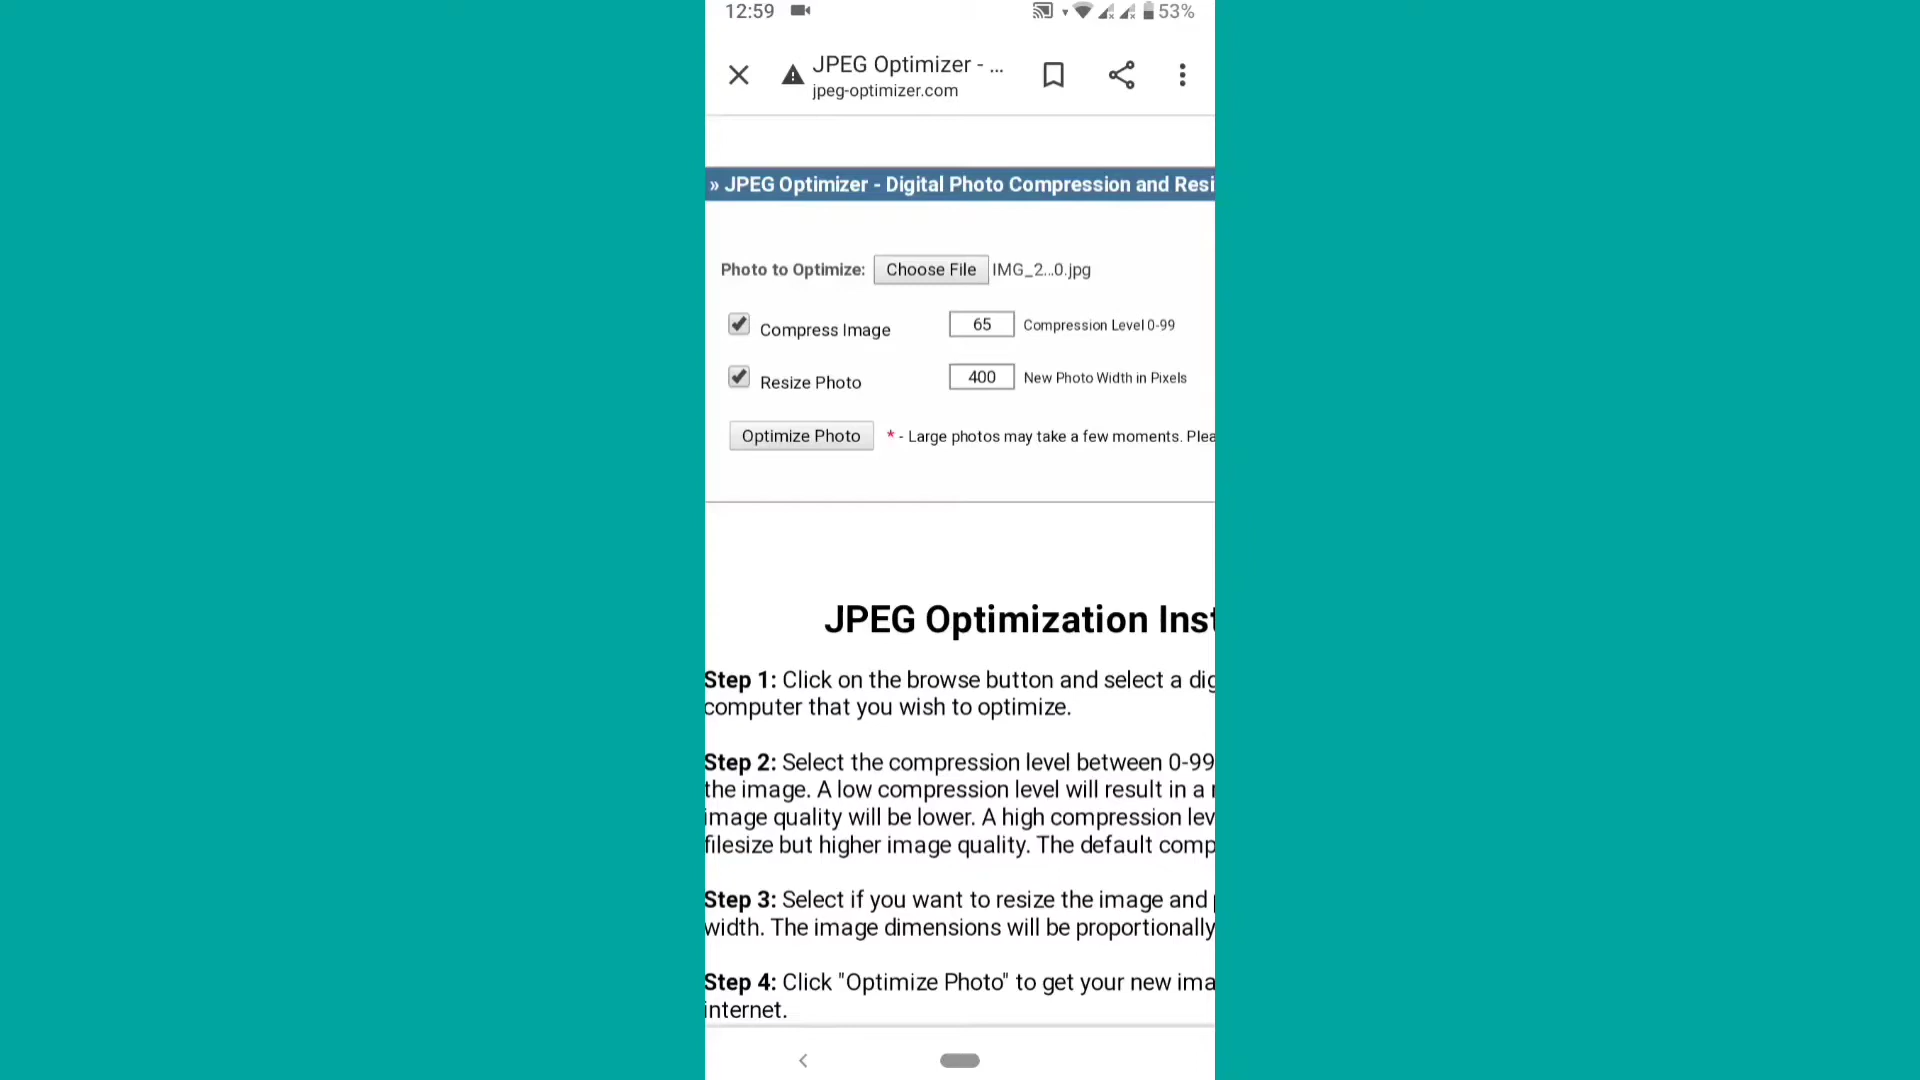 12:59 53%
JPEG Optimizer - ...
jpeg-optimizer.com
» JPEG Optimizer - Digital Photo Compression and Resi
Photo to Optimize: Choose File IMG_2...0.jpg
Compress Image 65 Compression Level 0-99
Resize Photo 400 New Photo Width in Pixels
Optimize Photo * - Large photos may take a few moments. Plea
JPEG Optimization Inst
Step 1: Click on the browse button and select a dig
computer that you wish to optimize.
Step 2: Select the compression level between 0-99
the image. A low compression level will result in a
image quality will be lower. A high compression lev
filesize but higher image quality. The default comp
Step 3: Select if you want to resize the image and
width. The image dimensions will be proportionally
Step 4: Click "Optimize Photo" to get your new ima
internet.